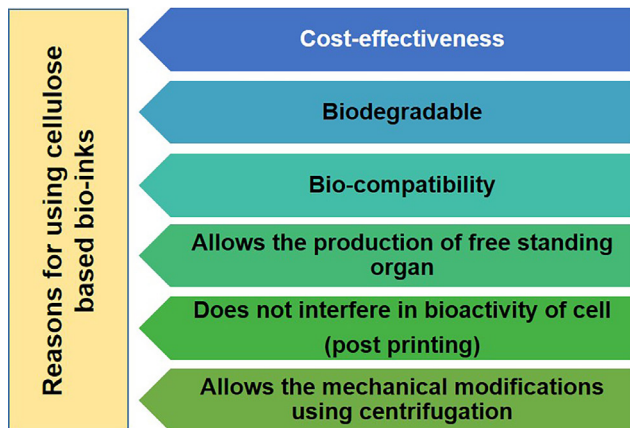 Reasons for using cellulose
based bio-inks
Cost-effectiveness
Biodegradable
Bio-compatibility
Allows the production of free standing
organ
Does not interfere in bioactivity of cell
(post printing)
Allows the mechanical modifications
using centrifugation